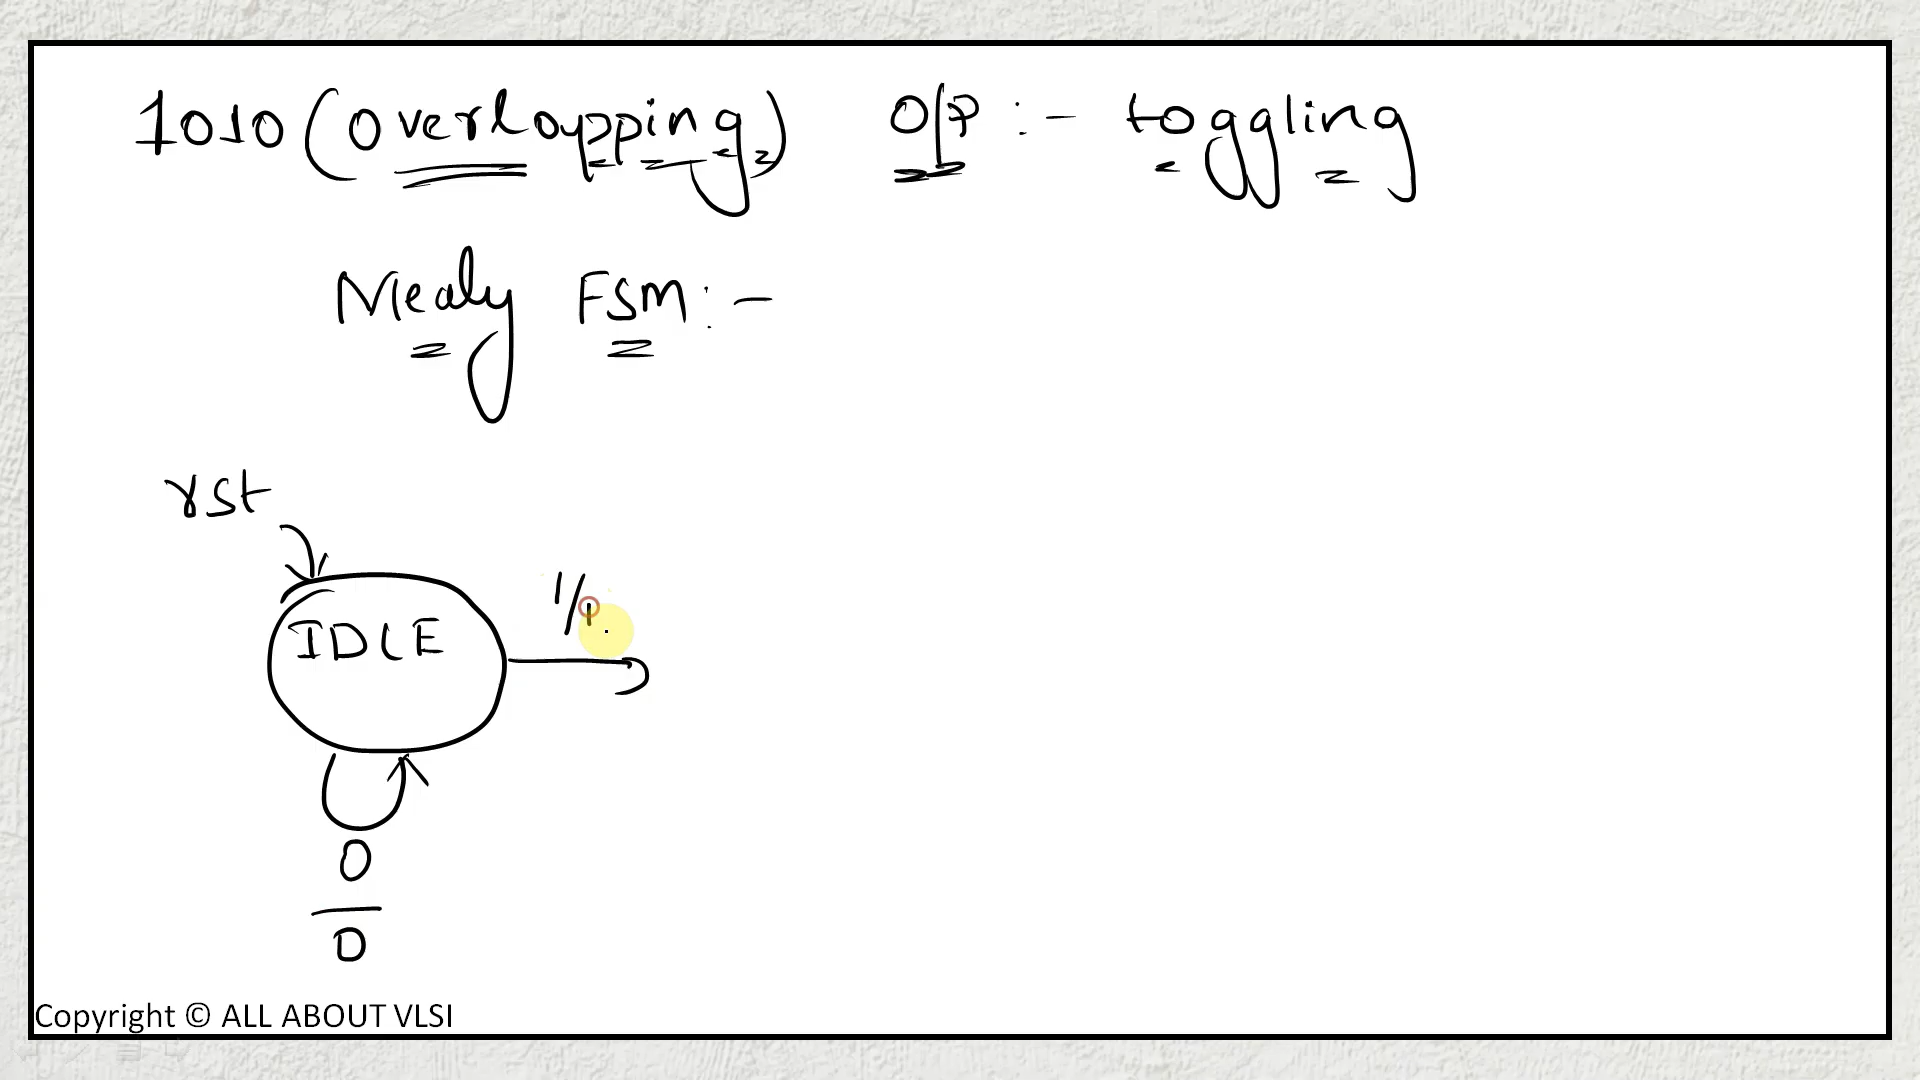 1010 (overlapping) O/P :- toggling
Mealy FSM :-
rst
1/
IDLE
0
0
Copyright © ALL ABOUT VLSI